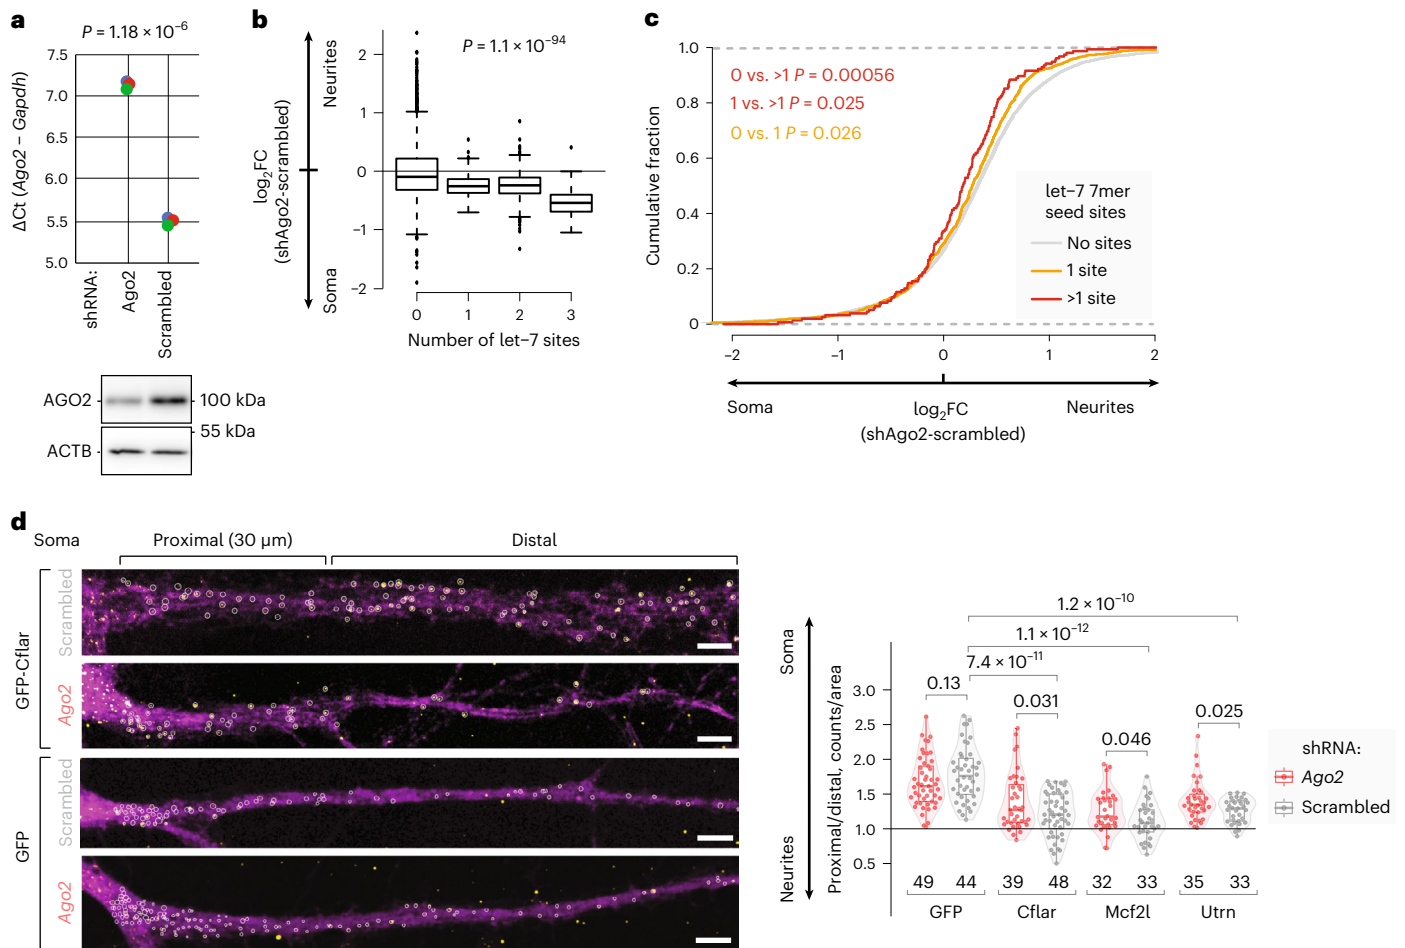 a
P = 1.18 × 10⁻⁶
ΔCt (Ago2 − Gapdh)
7.5
7.0
6.5
6.0
5.5
5.0
shRNA:
Ago2
Scrambled
AGO2
100 kDa
55 kDa
ACTB
b
Neurites
Soma
log₂FC
(shAgo2-scrambled)
P = 1.1 × 10⁻⁹⁴
2
1
0
−1
−2
0 1 2 3
Number of let−7 sites
c
Cumulative fraction
1.0
0.8
0.6
0.4
0.2
0
0 vs. >1 P = 0.00056
1 vs. >1 P = 0.025
0 vs. 1 P = 0.026
let−7 7mer
seed sites
No sites
1 site
>1 site
−2 −1 0 1 2
Soma
log₂FC
(shAgo2-scrambled)
Neurites
d
Soma
Proximal (30 µm)
Distal
GFP-Cflar
Scrambled
Ago2
GFP
Scrambled
Ago2
Soma
Neurites
Proximal/distal, counts/area
3.0
2.5
2.0
1.5
1.0
0.5
1.2 × 10⁻¹⁰
1.1 × 10⁻¹²
7.4 × 10⁻¹¹
0.13
0.031
0.046
0.025
49 44 39 48 32 33 35 33
GFP Cflar Mcf2l Utrn
shRNA:
Ago2
Scrambled